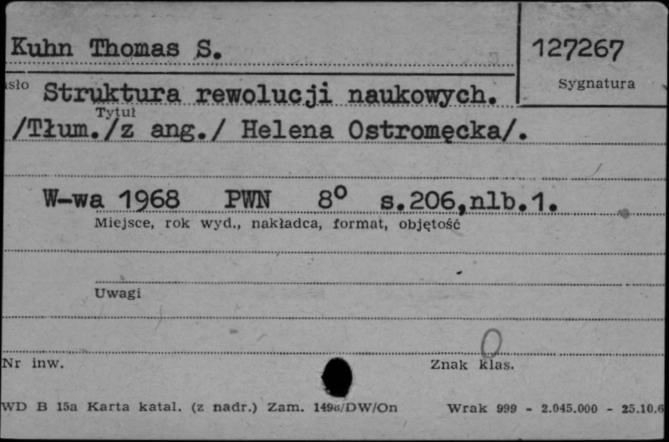 Kuhn Thomas S.
127267
Sygnatura
Struktura rewolucji naukowych.
Tytuł
/Tłum./z ang./ Helena Ostromęcka/.
W-wa 1968 PWN 8° s.206,nlb.1.
Miejsce, rok wyd., nakładca, format, objętość
Uwagi
0
Nr inw.
Znak klas.
WD B 15a Karta katal. (z nadr.) Zam. /DW/On Wrak 999 - 2.045.000 - 25.10.6